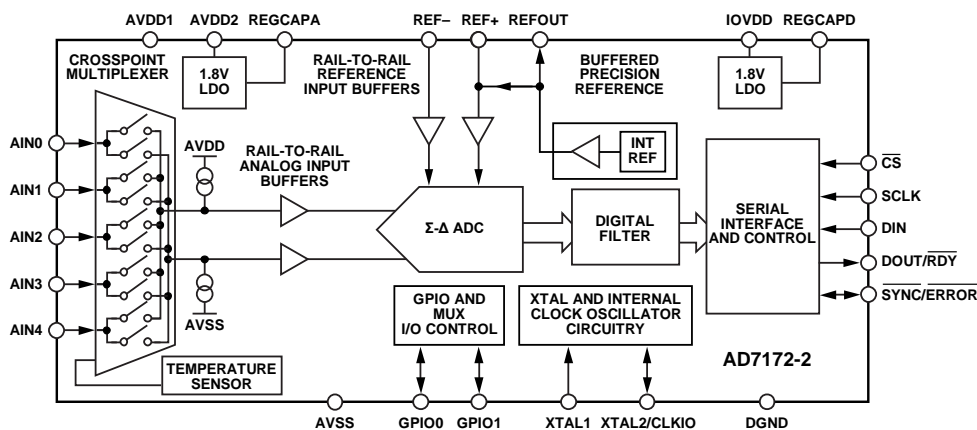 AVDD1
AVDD2
REGCAPA
REF–
REF+
REFOUT
IOVDD
REGCAPD
CROSSPOINT
MULTIPLEXER
1.8V
LDO
RAIL-TO-RAIL
REFERENCE
INPUT BUFFERS
BUFFERED
PRECISION
REFERENCE
1.8V
LDO
INT
REF
AIN0
AIN1
AIN2
AIN3
AIN4
AVDD
RAIL-TO-RAIL
ANALOG INPUT
BUFFERS
AVSS
Σ-Δ ADC
DIGITAL
FILTER
SERIAL
INTERFACE
AND CONTROL
CS
SCLK
DIN
DOUT/RDY
SYNC/ERROR
GPIO AND
MUX
I/O CONTROL
XTAL AND INTERNAL
CLOCK OSCILLATOR
CIRCUITRY
TEMPERATURE
SENSOR
AD7172-2
AVSS
GPIO0
GPIO1
XTAL1
XTAL2/CLKIO
DGND